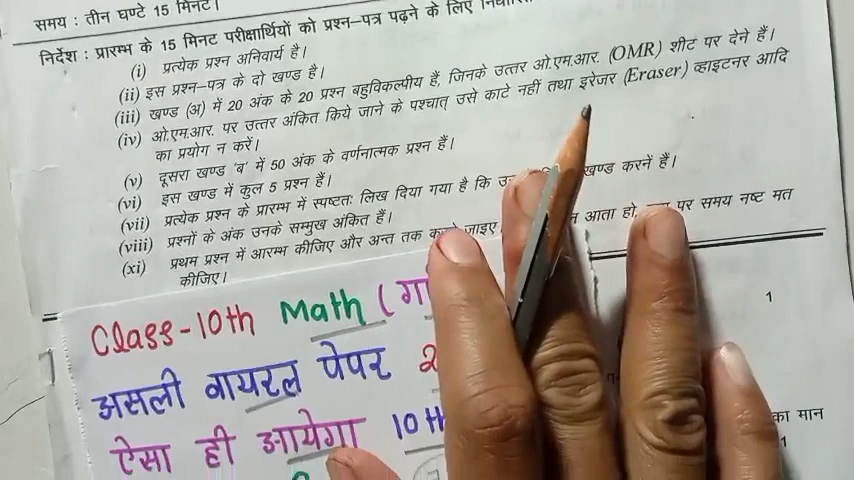 समय : तीन घण्टे 15 मिनट।
निर्देश : प्रारम्भ के 15 मिनट परीक्षार्थियों को प्रश्न-पत्र पढ़ने के लिए
(i) प्रत्येक प्रश्न अनिवार्य है।
(ii) इस प्रश्न-पत्र के दो खण्ड है।
(iii) खण्ड (अ) में 20 अंक के 20 प्रश्न बहुविकल्पीय हैं, जिनके उत्तर ओ.एम.आर. (OMR) शीट पर देने हैं।
(iv) ओ.एम.आर. पर उत्तर अंकित किये जाने के पश्चात् उसे काटे नहीं तथा इरेजर (Eraser) व्हाइटनर आदि
का प्रयोग न करें।
(v) दूसरा खण्ड 'ब' में 50 अंक के वर्णनात्मक प्रश्न हैं।
(vi) इस खण्ड में कुल 5 प्रश्न हैं।
(vii) प्रत्येक प्रश्न के प्रारम्भ में स्पष्टतः लिख दिया गया है कि खण्ड करनें हैं।
(viii) प्रश्नों के अंक उनके सम्मुख अंकित हैं।
(xi) प्रथम प्रश्न में आरम्भ कीजिए और अन्त तक जाइए आता हो, पर समय नष्ट मत
कीजिए।
1
Class-10th Math (
असली वायरल पेपर 2
ऐसा ही आयेगा 10th
का मान
1